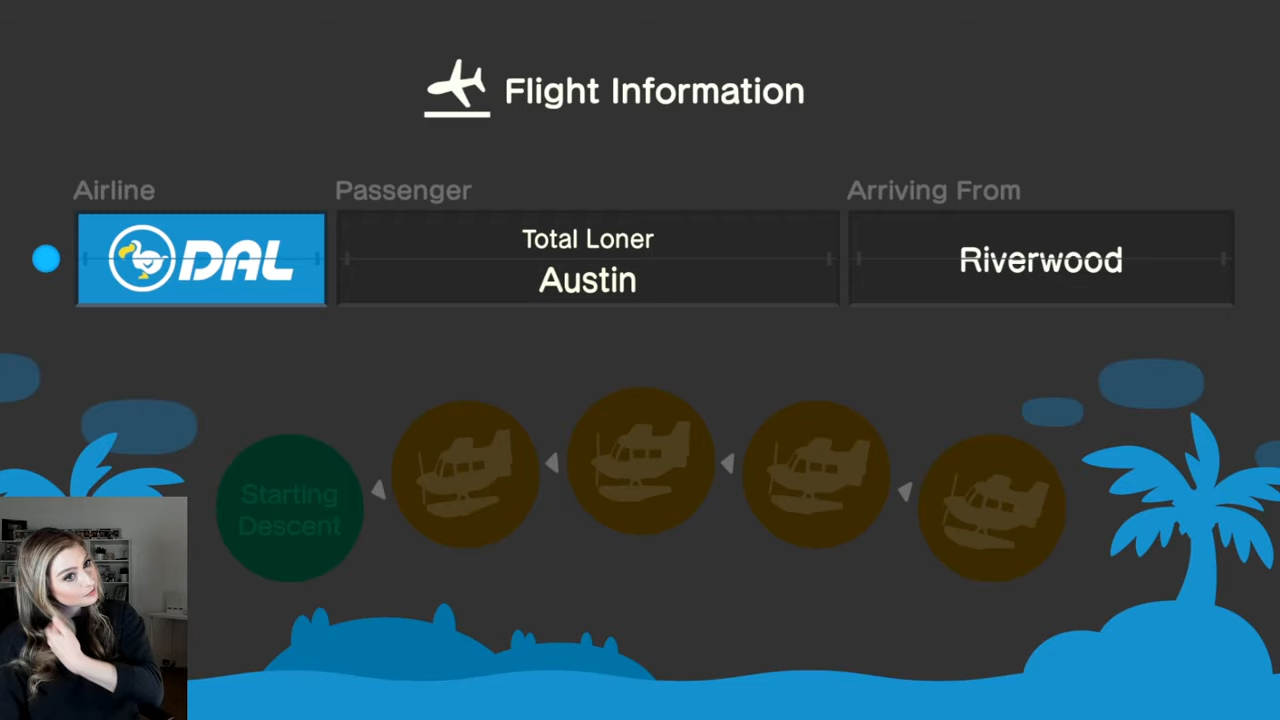 Flight Information
Airline
Passenger
Arriving From
DAL
Total Loner
Austin
Riverwood
Starting
Descent